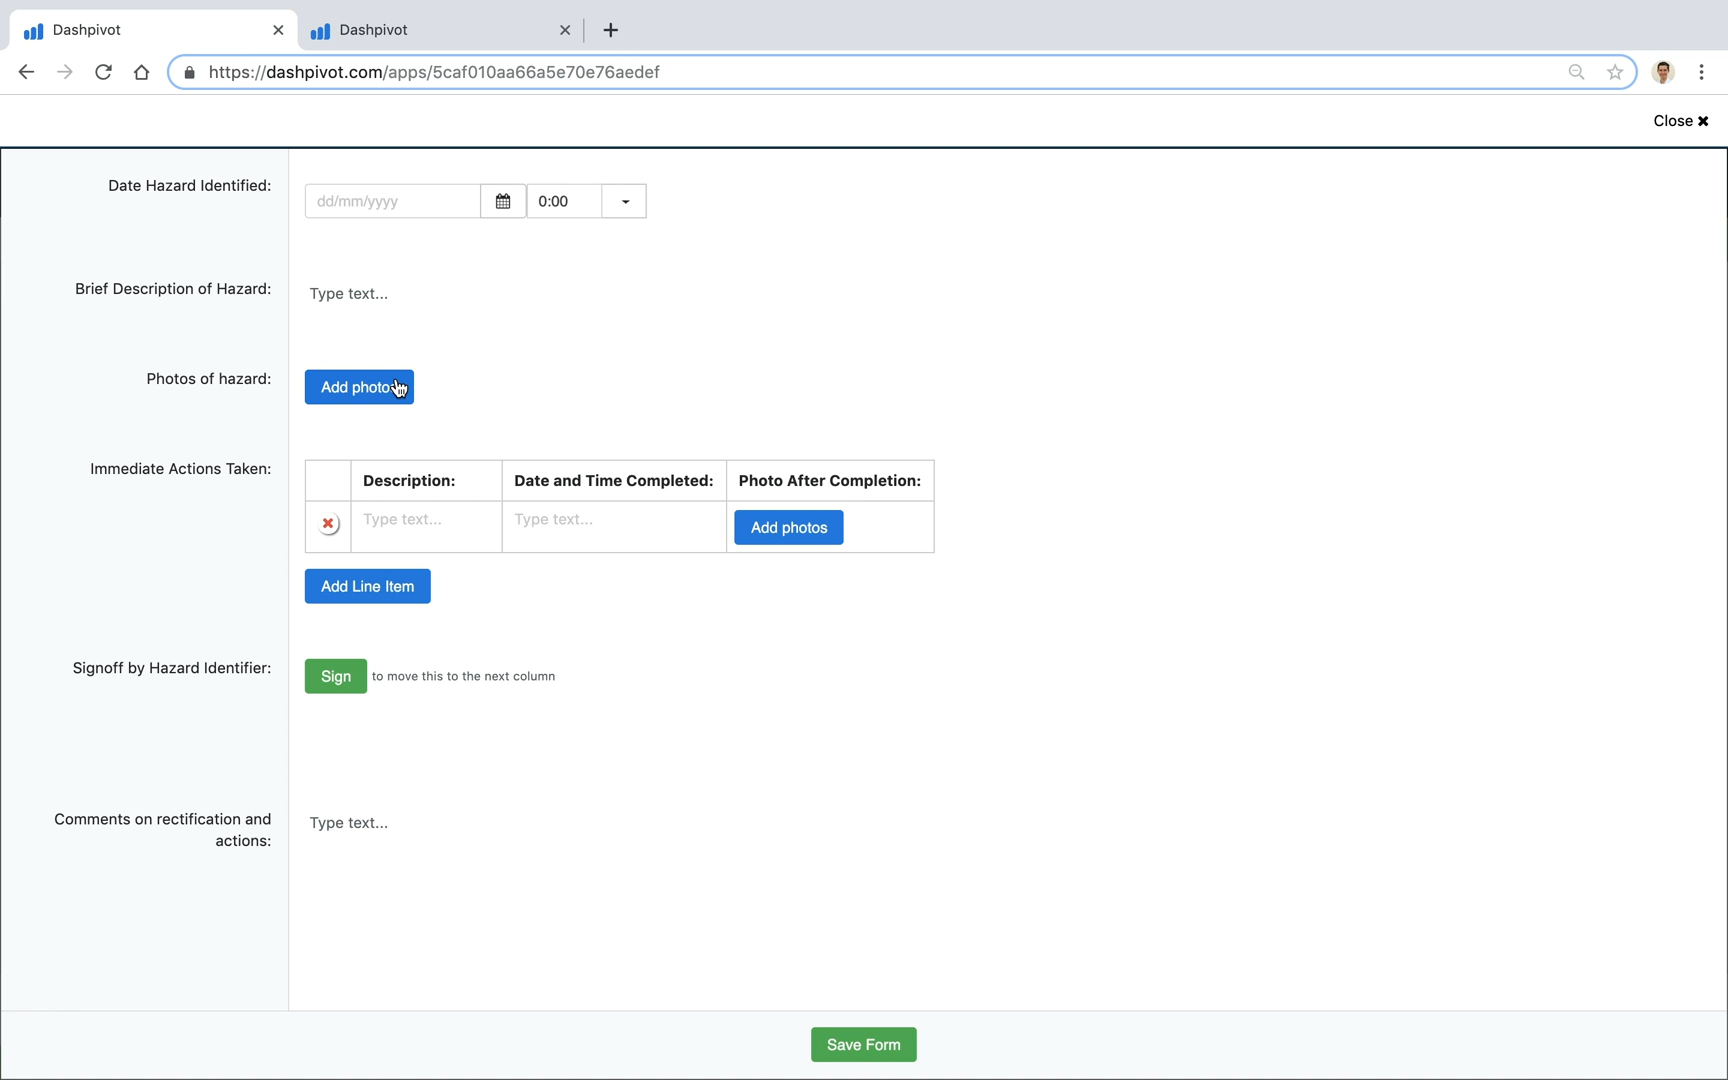 Dashpivot
Dashpivot
https://dashpivot.com/apps/5caf010aa66a5e70e76aedef
Close
Date Hazard Identified:
dd/mm/yyyy
0:00
Brief Description of Hazard:
Type text...
Photos of hazard:
Add photo
Immediate Actions Taken:
Description: Date and Time Completed: Photo After Completion:
Type text... Type text... Add photos
Add Line Item
Signoff by Hazard Identifier:
Sign to move this to the next column
Comments on rectification and
actions:
Type text...
Save Form